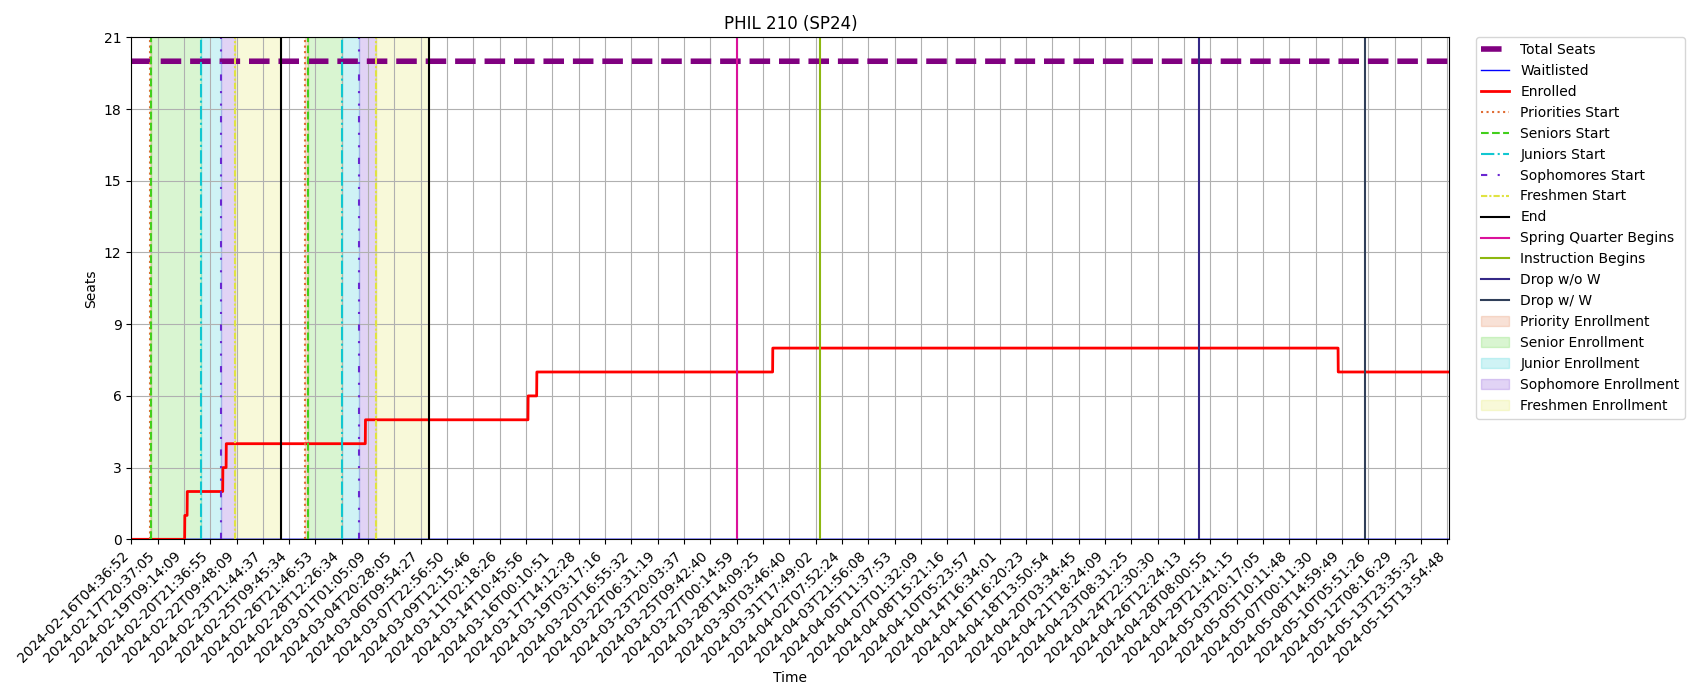 PHIL 210 (SP24)
Seats
21
18
15
12
9
6
3
0
2024-02-16T04:36:52
2024-02-17T20:37:05
2024-02-19T09:14:09
2024-02-20T21:36:55
2024-02-22T09:48:09
2024-02-23T21:44:37
2024-02-25T09:45:34
2024-02-26T21:46:53
2024-02-28T12:26:34
2024-03-01T01:05:09
2024-03-04T20:28:05
2024-03-06T09:54:27
2024-03-07T22:56:50
2024-03-09T12:15:46
2024-03-11T02:18:26
2024-03-14T10:45:56
2024-03-16T00:10:51
2024-03-17T14:12:28
2024-03-19T03:17:16
2024-03-20T16:55:32
2024-03-22T06:31:19
2024-03-23T20:03:37
2024-03-25T09:42:40
2024-03-27T00:14:59
2024-03-28T14:09:25
2024-03-30T03:46:40
2024-03-31T17:49:02
2024-04-02T07:52:24
2024-04-03T21:56:08
2024-04-05T11:37:53
2024-04-07T01:32:09
2024-04-08T15:21:16
2024-04-10T05:23:57
2024-04-14T16:34:01
2024-04-16T16:20:23
2024-04-18T13:50:54
2024-04-20T03:34:45
2024-04-21T18:24:09
2024-04-23T08:31:25
2024-04-24T22:30:30
2024-04-26T12:24:13
2024-04-28T08:00:55
2024-04-29T21:41:15
2024-05-03T20:17:05
2024-05-05T10:11:48
2024-05-07T00:11:30
2024-05-08T14:59:49
2024-05-10T05:51:26
2024-05-12T08:16:29
2024-05-13T23:35:32
2024-05-15T13:54:48
Time
Total Seats
Waitlisted
Enrolled
Priorities Start
Seniors Start
Juniors Start
Sophomores Start
Freshmen Start
End
Spring Quarter Begins
Instruction Begins
Drop w/o W
Drop w/ W
Priority Enrollment
Senior Enrollment
Junior Enrollment
Sophomore Enrollment
Freshmen Enrollment